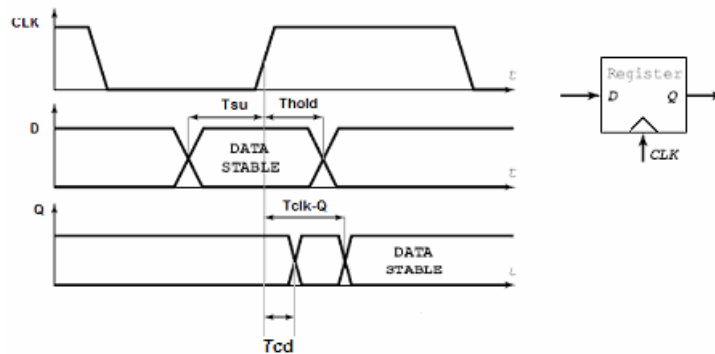 CLK
t
Register
D Q
CLK
Tsu Thold
D
DATA
STABLE
t
Tclk-Q
Q
DATA
STABLE
t
Tcd